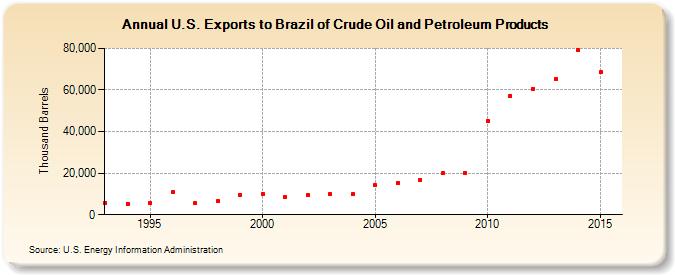 Annual U.S. Exports to Brazil of Crude Oil and Petroleum Products
Thousand Barrels
80,000
60,000
40,000
20,000
0
1995 2000 2005 2010 2015
Source: U.S. Energy Information Administration